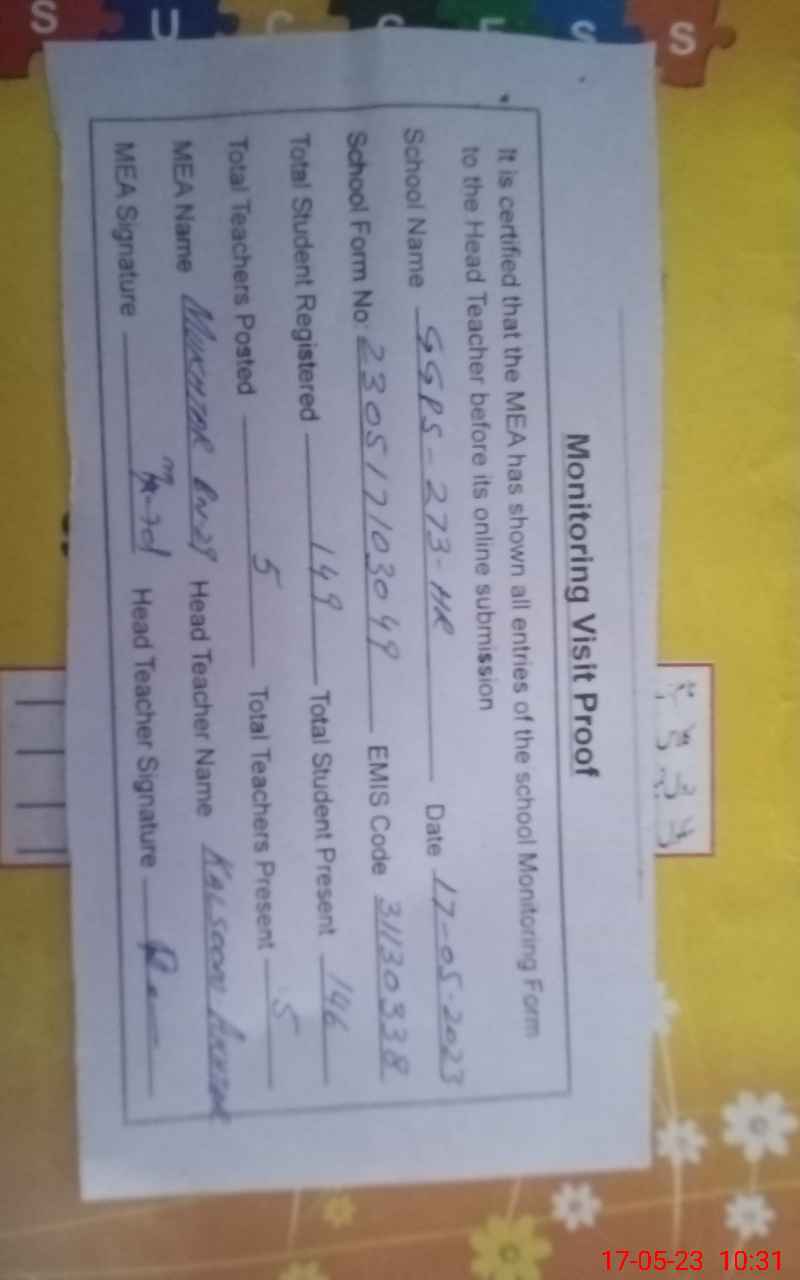 Monitoring Visit Proof
It is certified that the MEA has shown all entries of the school Monitoring Form
to the Head Teacher before its online submission
School Name GGPS-273-HR Date 17-05-2023
School Form No: 230517103049 EMIS Code 31130338
Total Student Registered 149 Total Student Present 146
Total Teachers Posted 5 Total Teachers Present 5
MEA Name MUKHTAR Head Teacher Name KALSOOM AKHTAR
MEA Signature Head Teacher Signature
17-05-23 10:31